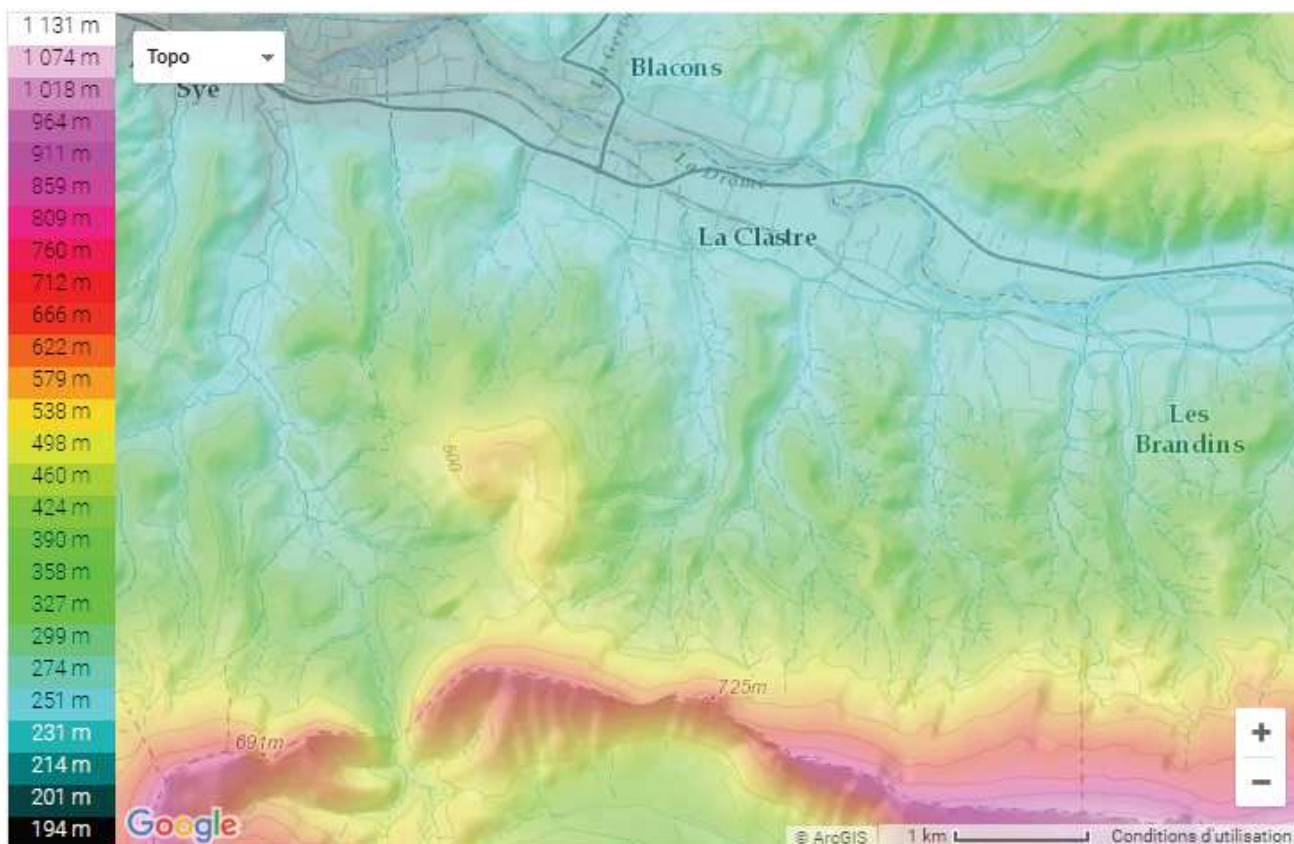 1 131 m
1 074 m
1 018 m
964 m
911 m
859 m
809 m
760 m
712 m
666 m
622 m
579 m
538 m
498 m
460 m
424 m
390 m
358 m
327 m
299 m
274 m
251 m
231 m
214 m
201 m
194 m
Topo
Sye
Blacons
La Drôme
La Clastre
Les
Brandins
600
725m
691m
+
−
Google
© ArcGIS
1 km
Conditions d'utilisation